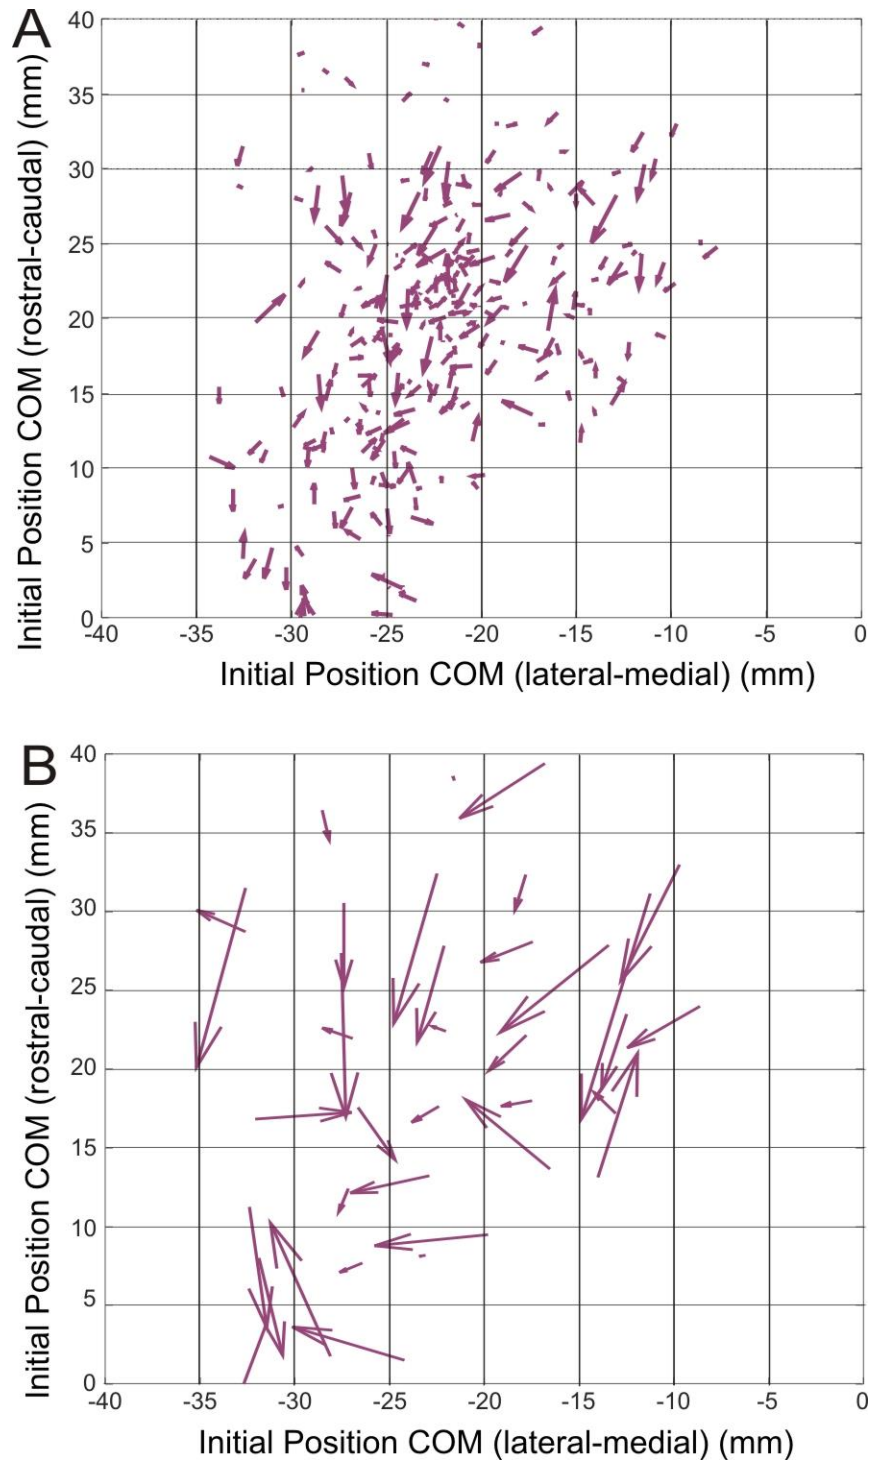 A
Initial Position COM (rostral-caudal) (mm)
40
35
30
25
20
15
10
5
0
-40 -35 -30 -25 -20 -15 -10 -5 0
Initial Position COM (lateral-medial) (mm)
B
Initial Position COM (rostral-caudal) (mm)
40
35
30
25
20
15
10
5
0
-40 -35 -30 -25 -20 -15 -10 -5 0
Initial Position COM (lateral-medial) (mm)